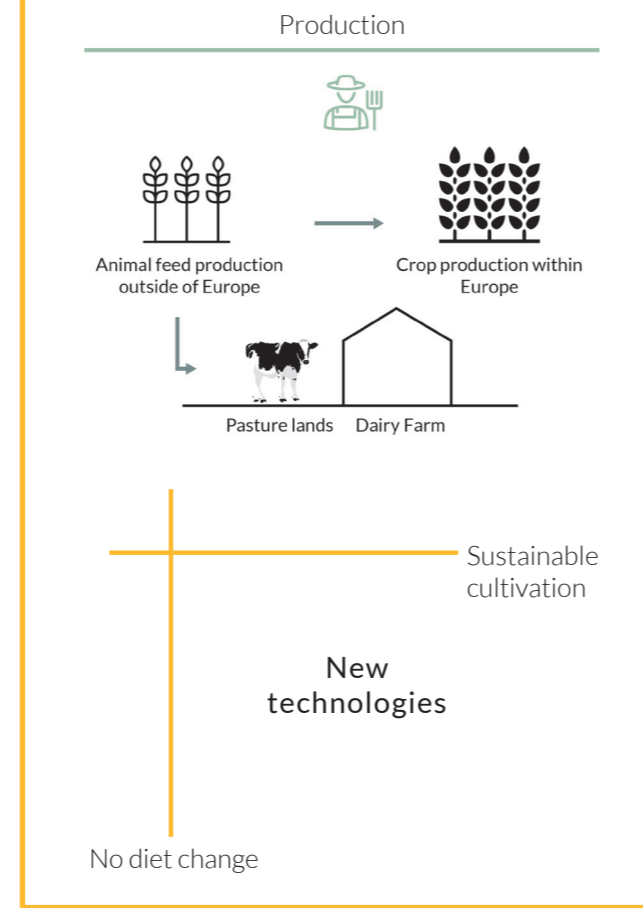 Production
Animal feed production
outside of Europe
Crop production within
Europe
Pasture lands
Dairy Farm
Sustainable
cultivation
New
technologies
No diet change